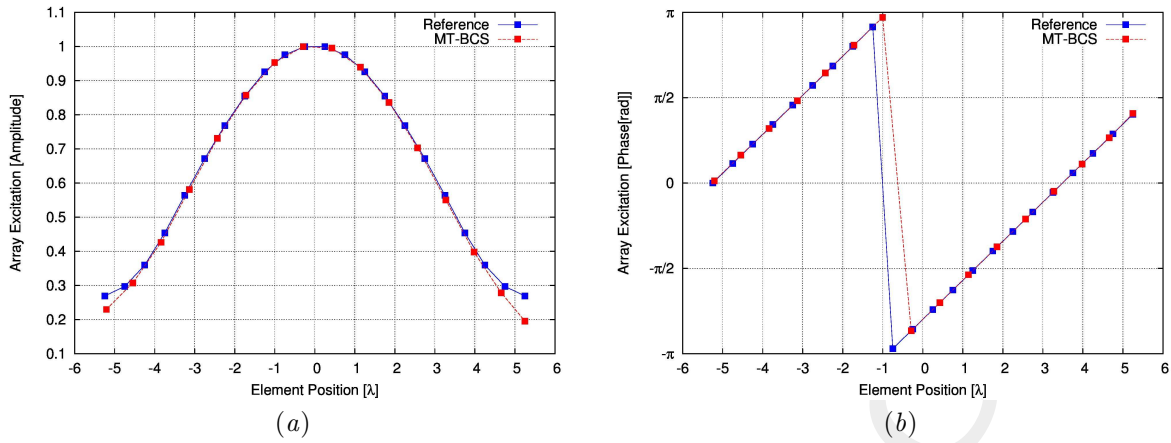 Reference
MT-BCS
1
0.9
0.8
0.7
0.6
0.5
0.4
0.3
0.2
0.1
Array Excitation [Amplitude]
-6 -5 -4 -3 -2 -1 0 1 2 3 4 5 6
Element Position [λ]
(a)
Reference
MT-BCS
π
π/2
0
-π/2
-π
Array Excitation [Phase[rad]]
-6 -5 -4 -3 -2 -1 0 1 2 3 4 5 6
Element Position [λ]
(b)